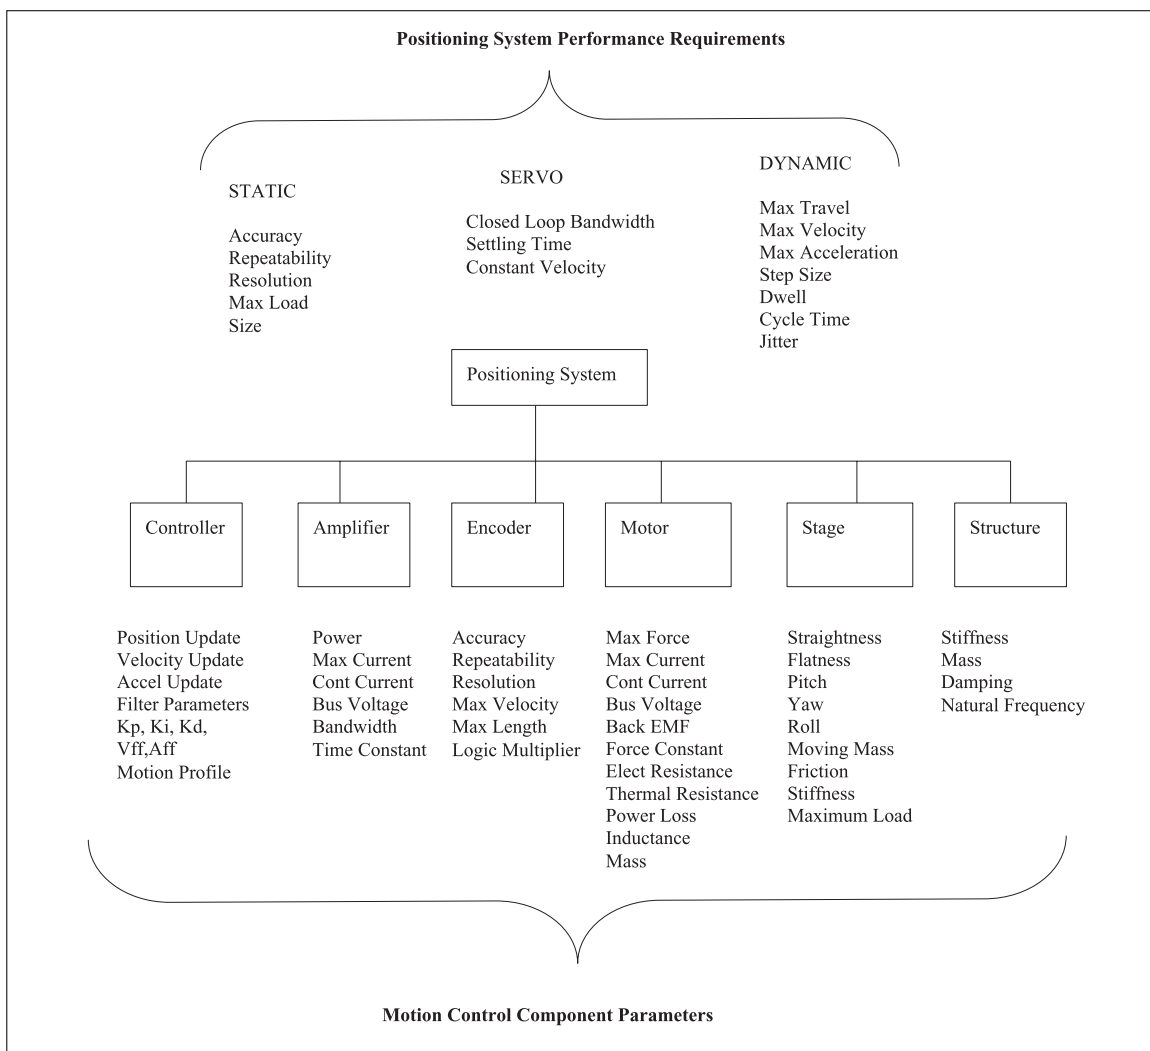 Positioning System Performance Requirements
STATIC
Accuracy
Repeatability
Resolution
Max Load
Size
SERVO
Closed Loop Bandwidth
Settling Time
Constant Velocity
DYNAMIC
Max Travel
Max Velocity
Max Acceleration
Step Size
Dwell
Cycle Time
Jitter
Positioning System
Controller
Position Update
Velocity Update
Accel Update
Filter Parameters
Kp, Ki, Kd,
Vff,Aff
Motion Profile
Amplifier
Power
Max Current
Cont Current
Bus Voltage
Bandwidth
Time Constant
Encoder
Accuracy
Repeatability
Resolution
Max Velocity
Max Length
Logic Multiplier
Motor
Max Force
Max Current
Cont Current
Bus Voltage
Back EMF
Force Constant
Elect Resistance
Thermal Resistance
Power Loss
Inductance
Mass
Stage
Straightness
Flatness
Pitch
Yaw
Roll
Moving Mass
Friction
Stiffness
Maximum Load
Structure
Stiffness
Mass
Damping
Natural Frequency
Motion Control Component Parameters